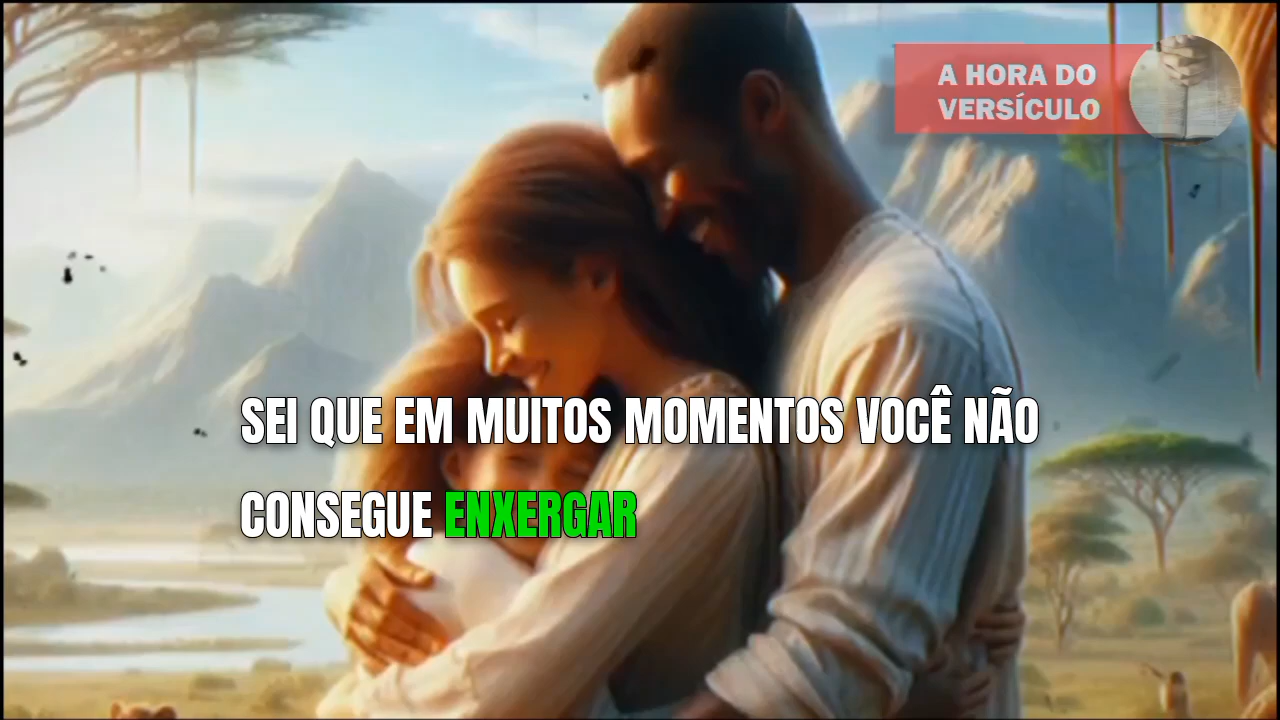 A HORA DO
VERSÍCULO
SEI QUE EM MUITOS MOMENTOS VOCÊ NÃO
CONSEGUE ENXERGAR